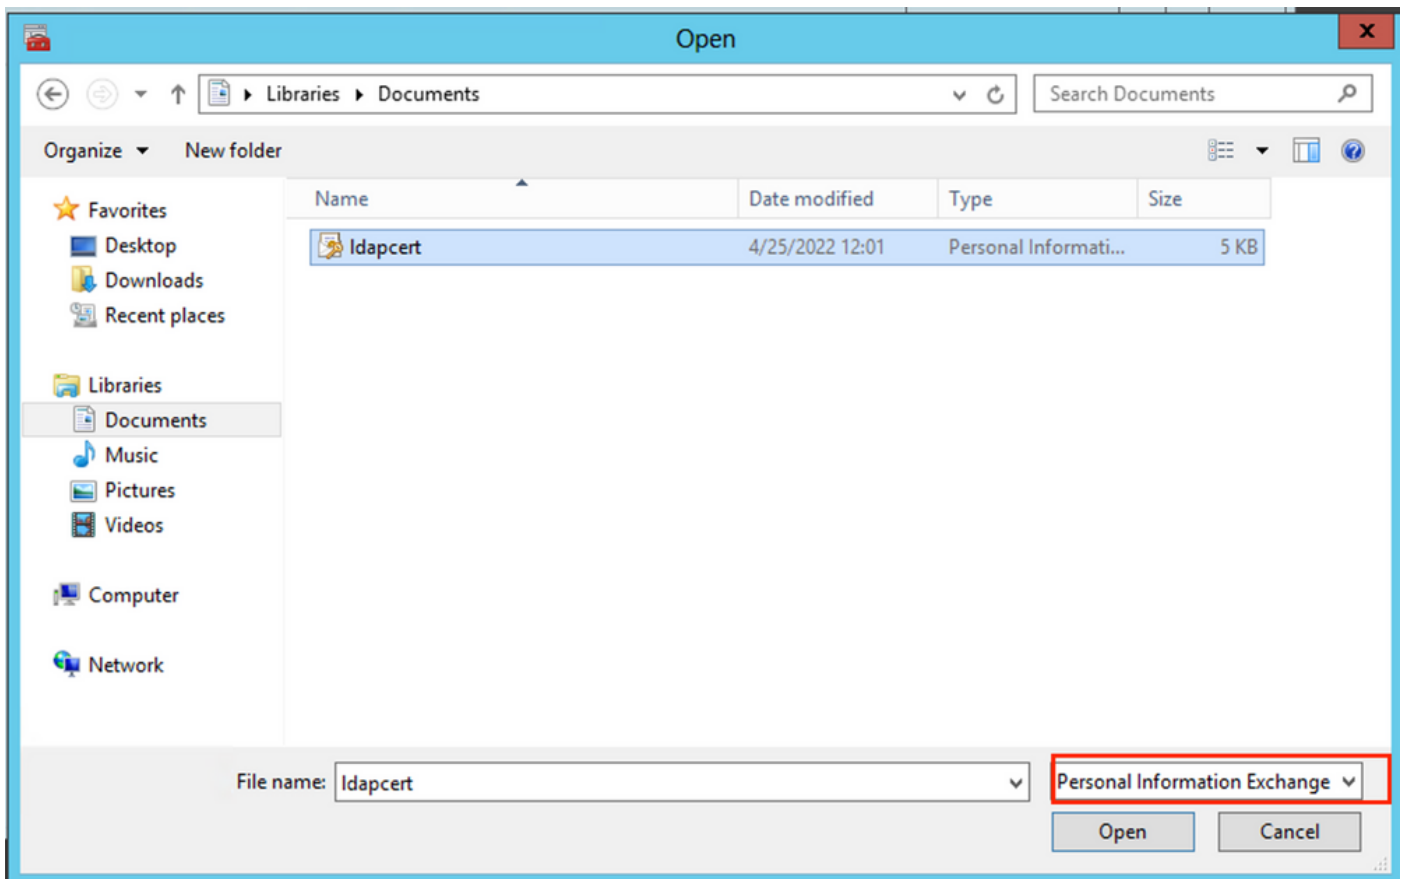 Open
x
Libraries Documents
Search Documents
Organize New folder
Name Date modified Type Size
Favorites
Desktop
Downloads
Recent places
Libraries
Documents
Music
Pictures
Videos
Computer
Network
ldapcert 4/25/2022 12:01 Personal Informati... 5 KB
File name: ldapcert Personal Information Exchange
Open Cancel